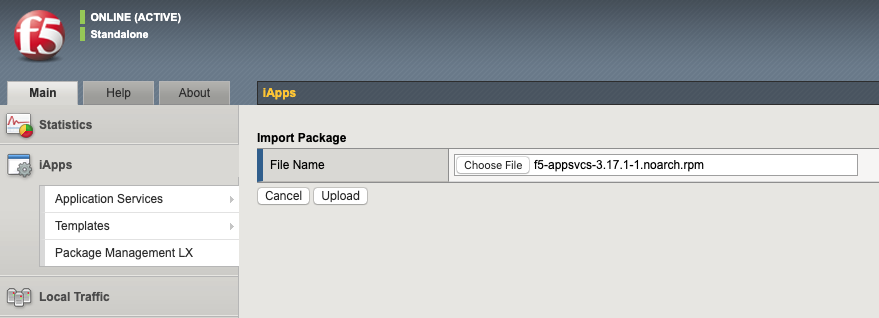 f5
ONLINE (ACTIVE)
Standalone
Main Help About
iApps
Statistics
iApps
Application Services
Templates
Package Management LX
Local Traffic
Import Package
File Name Choose File f5-appsvcs-3.17.1-1.noarch.rpm
Cancel Upload